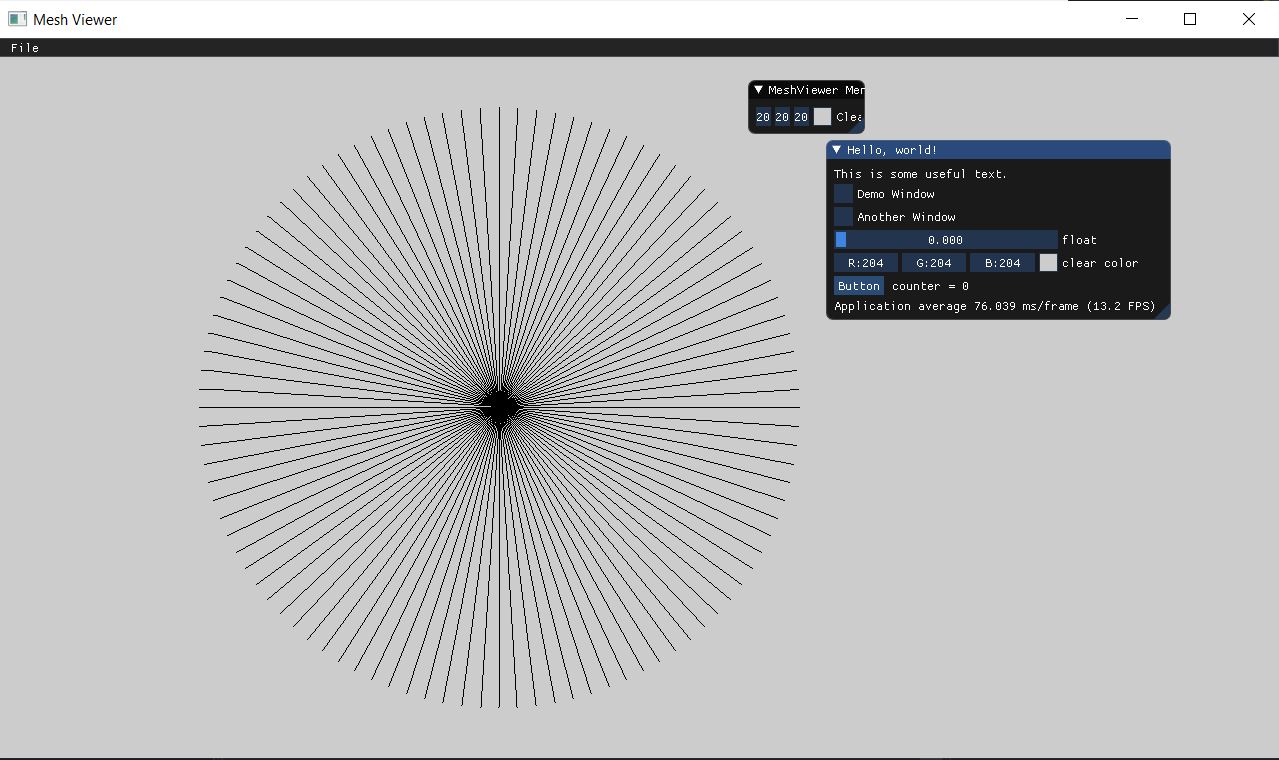 Mesh Viewer
File
MeshViewer
20 20 20
Hello, world!
This is some useful text.
Demo Window
Another Window
0.000 float
R:204 G:204 B:204 clear color
Button counter = 0
Application average 76.039 ms/frame (13.2 FPS)